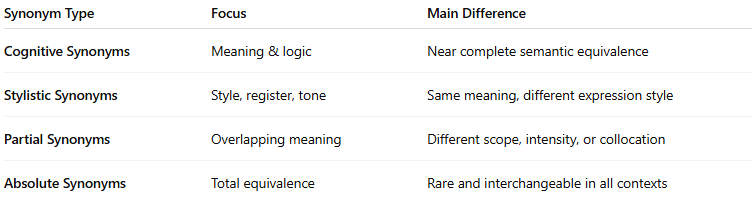 Synonym Type Focus Main Difference
Cognitive Synonyms Meaning & logic Near complete semantic equivalence
Stylistic Synonyms Style, register, tone Same meaning, different expression style
Partial Synonyms Overlapping meaning Different scope, intensity, or collocation
Absolute Synonyms Total equivalence Rare and interchangeable in all contexts